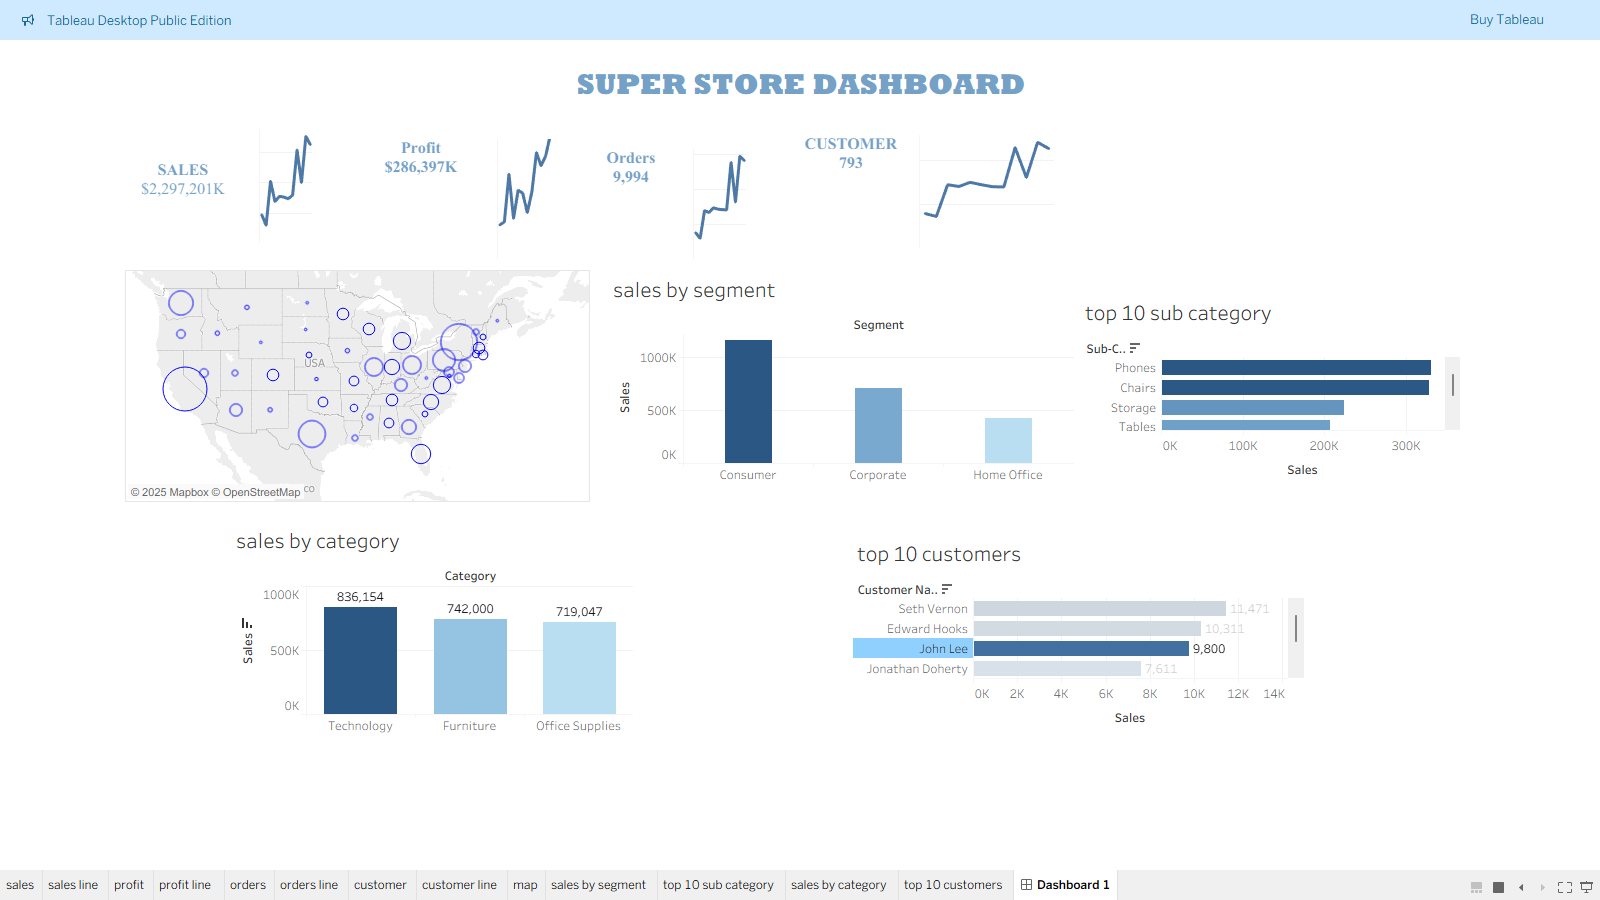 Tableau Desktop Public Edition
Buy Tableau
SUPER STORE DASHBOARD
SALES
$2,297,201K
Profit
$286,397K
Orders
9,994
CUSTOMER
793
USA
© 2025 Mapbox © OpenStreetMap
CO
sales by segment
Segment
Sales
1000K
500K
0K
Consumer
Corporate
Home Office
top 10 sub category
Sub-C..
Phones
Chairs
Storage
Tables
0K 100K 200K 300K
Sales
sales by category
Category
Sales
1000K
500K
0K
836,154
742,000
719,047
Technology
Furniture
Office Supplies
top 10 customers
Customer Na..
Seth Vernon 11,471
Edward Hooks 10,311
John Lee 9,800
Jonathan Doherty 7,611
0K 2K 4K 6K 8K 10K 12K 14K
Sales
sales sales line profit profit line orders orders line customer customer line map sales by segment top 10 sub category sales by category top 10 customers Dashboard 1